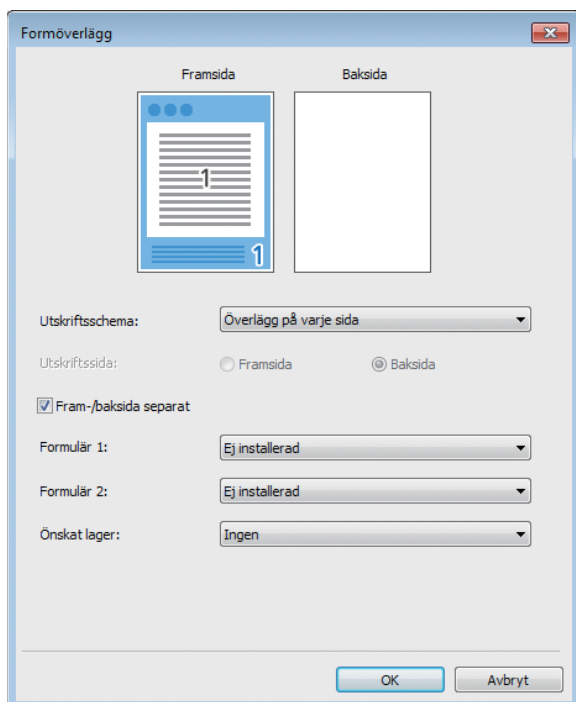 Formöverlägg
Framsida Baksida
1
1
Utskriftsschema: Överlägg på varje sida
Utskriftssida: Framsida Baksida
Fram-/baksida separat
Formulär 1: Ej installerad
Formulär 2: Ej installerad
Önskat lager: Ingen
OK Avbryt